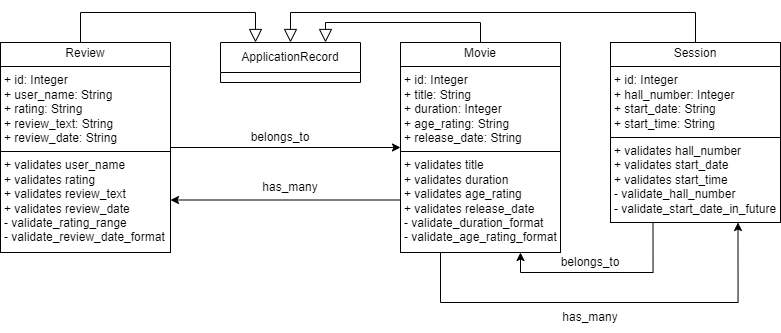 Review
+ id: Integer
+ user_name: String
+ rating: String
+ review_text: String
+ review_date: String
+ validates user_name
+ validates rating
+ validates review_text
+ validates review_date
- validate_rating_range
- validate_review_date_format
ApplicationRecord
belongs_to
has_many
Movie
+ id: Integer
+ title: String
+ duration: Integer
+ age_rating: String
+ release_date: String
+ validates title
+ validates duration
+ validates age_rating
+ validates release_date
- validate_duration_format
- validate_age_rating_format
Session
+ id: Integer
+ hall_number: Integer
+ start_date: String
+ start_time: String
+ validates hall_number
+ validates start_date
+ validates start_time
- validate_hall_number
- validate_start_date_in_future
belongs_to
has_many